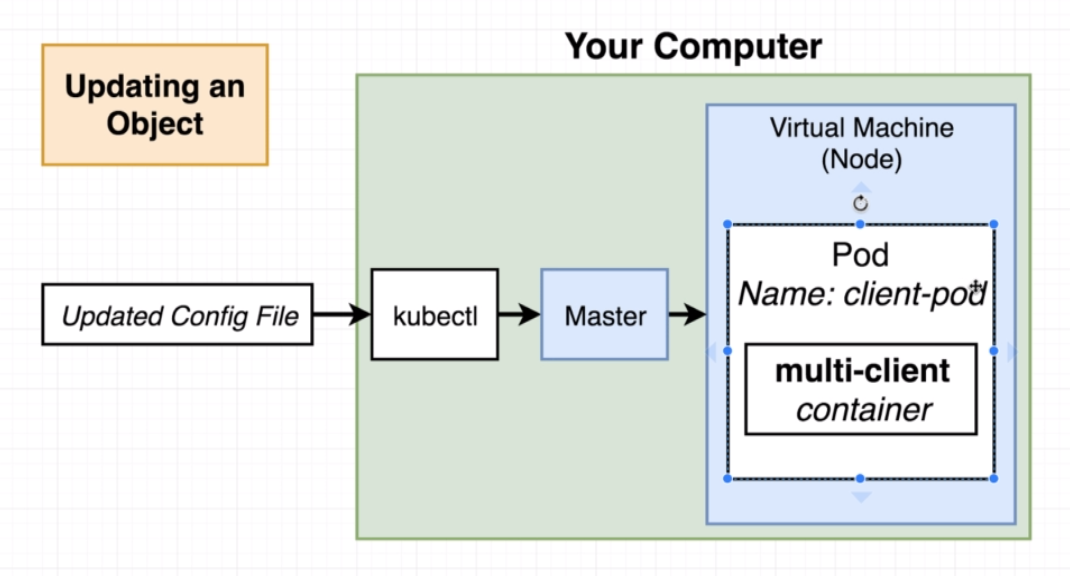 Your Computer
Updating an
Object
Virtual Machine
(Node)
Pod
Name: client-pod
Updated Config File
kubectl
Master
multi-client
container